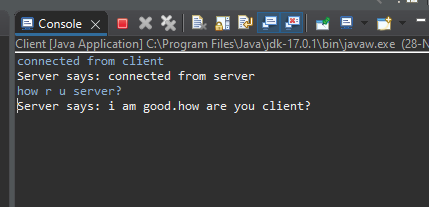 Console
Client [Java Application] C:\Program Files\Java\jdk-17.0.1\bin\javaw.exe (28-N
connected from client
Server says: connected from server
how r u server?
Server says: i am good.how are you client?